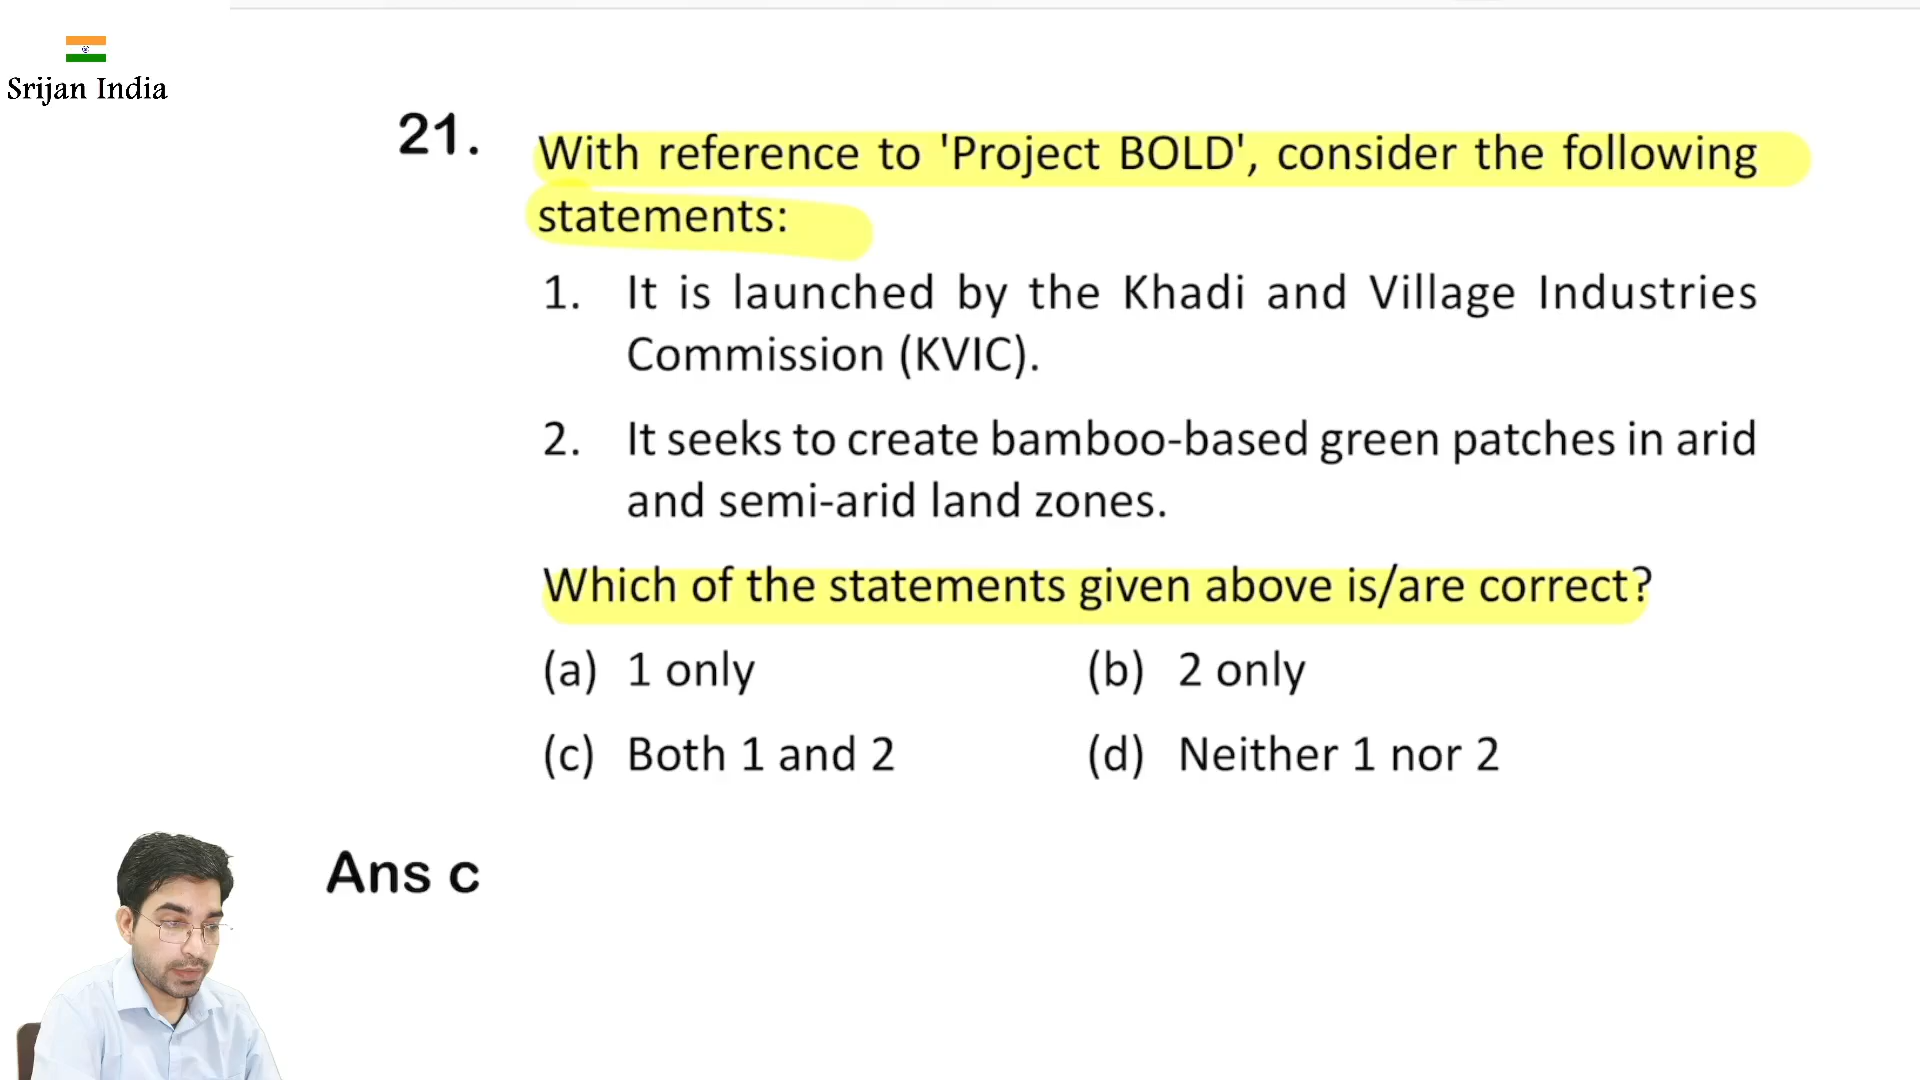 Srijan India
21. With reference to 'Project BOLD', consider the following
statements:
1. It is launched by the Khadi and Village Industries
Commission (KVIC).
2. It seeks to create bamboo-based green patches in arid
and semi-arid land zones.
Which of the statements given above is/are correct?
(a) 1 only (b) 2 only
(c) Both 1 and 2 (d) Neither 1 nor 2
Ans c